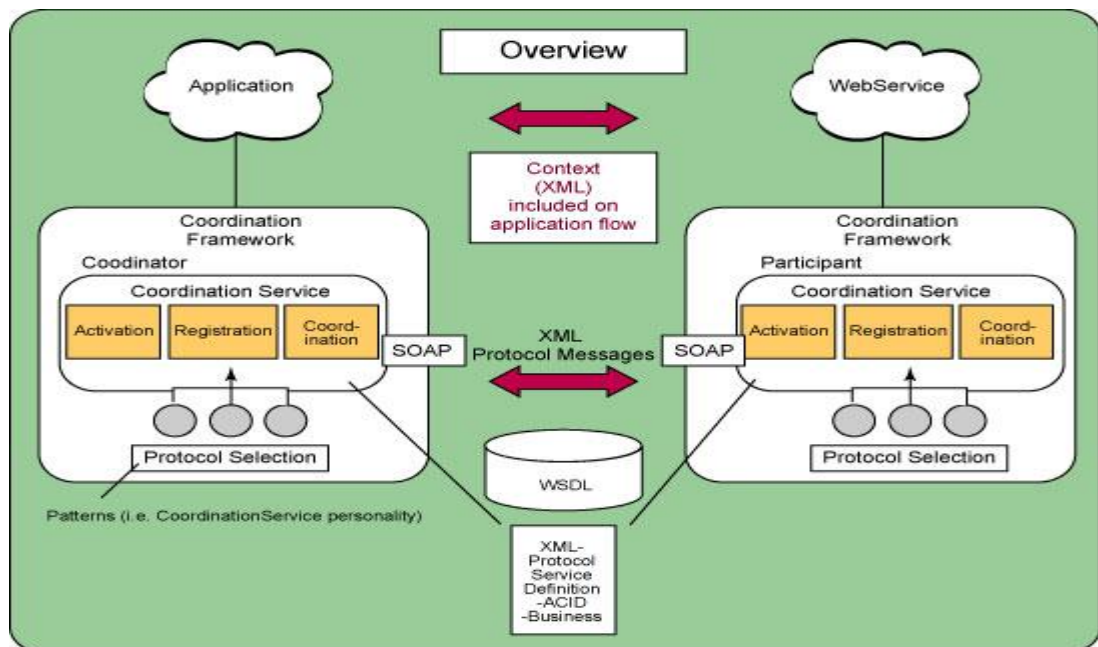 Overview
Application
WebService
Context
(XML)
included on
application flow
Coordination
Framework
Coodinator
Coordination Service
Activation
Registration
Coord-
ination
SOAP
Protocol Selection
Patterns (i.e. CoordinationService personality)
XML
Protocol Messages
WSDL
XML-
Protocol
Service
Definition
-ACID
-Business
Coordination
Framework
Participant
Coordination Service
SOAP
Activation
Registration
Coord-
ination
Protocol Selection